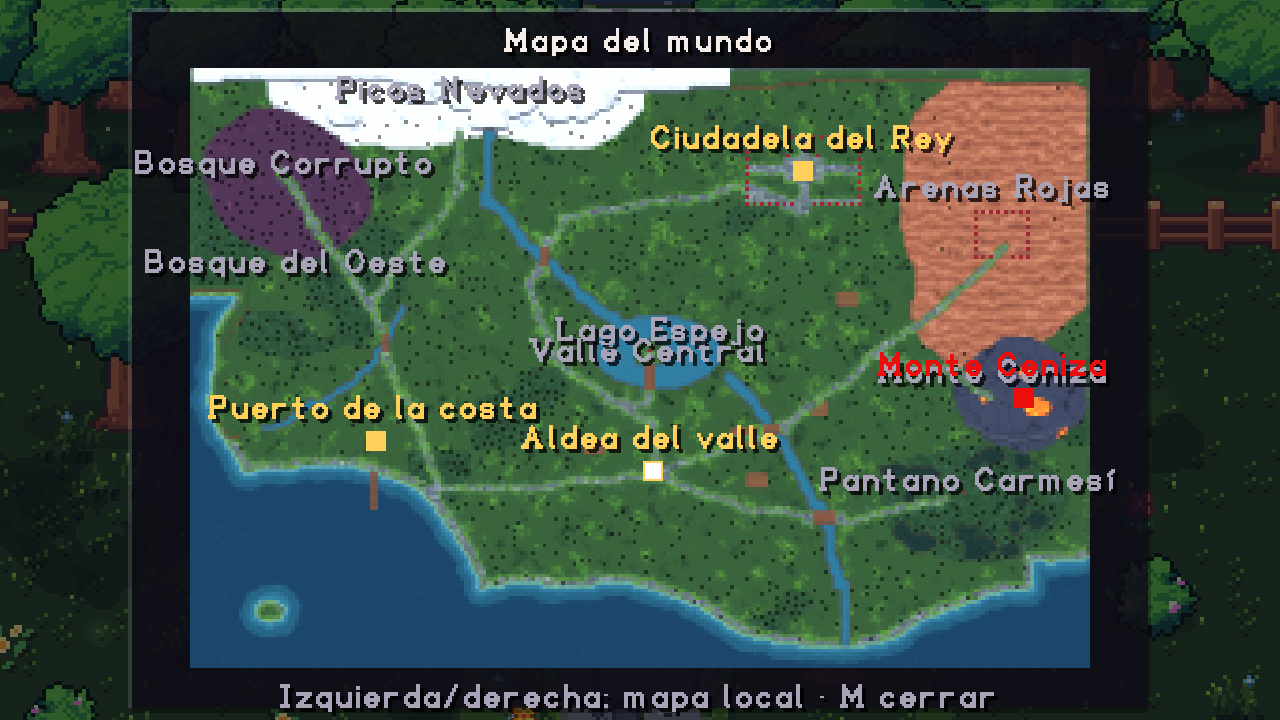 Mapa del mundo
Picos Nevados
Ciudadela del Rey
Bosque Corrupto
Arenas Rojas
Bosque del Oeste
Lago Espejo
Valle Central
Monte Ceniza
Monte Ceniza
Puerto de la costa
Aldea del valle
Pantano Carmesí
Izquierda/derecha: mapa local · M cerrar